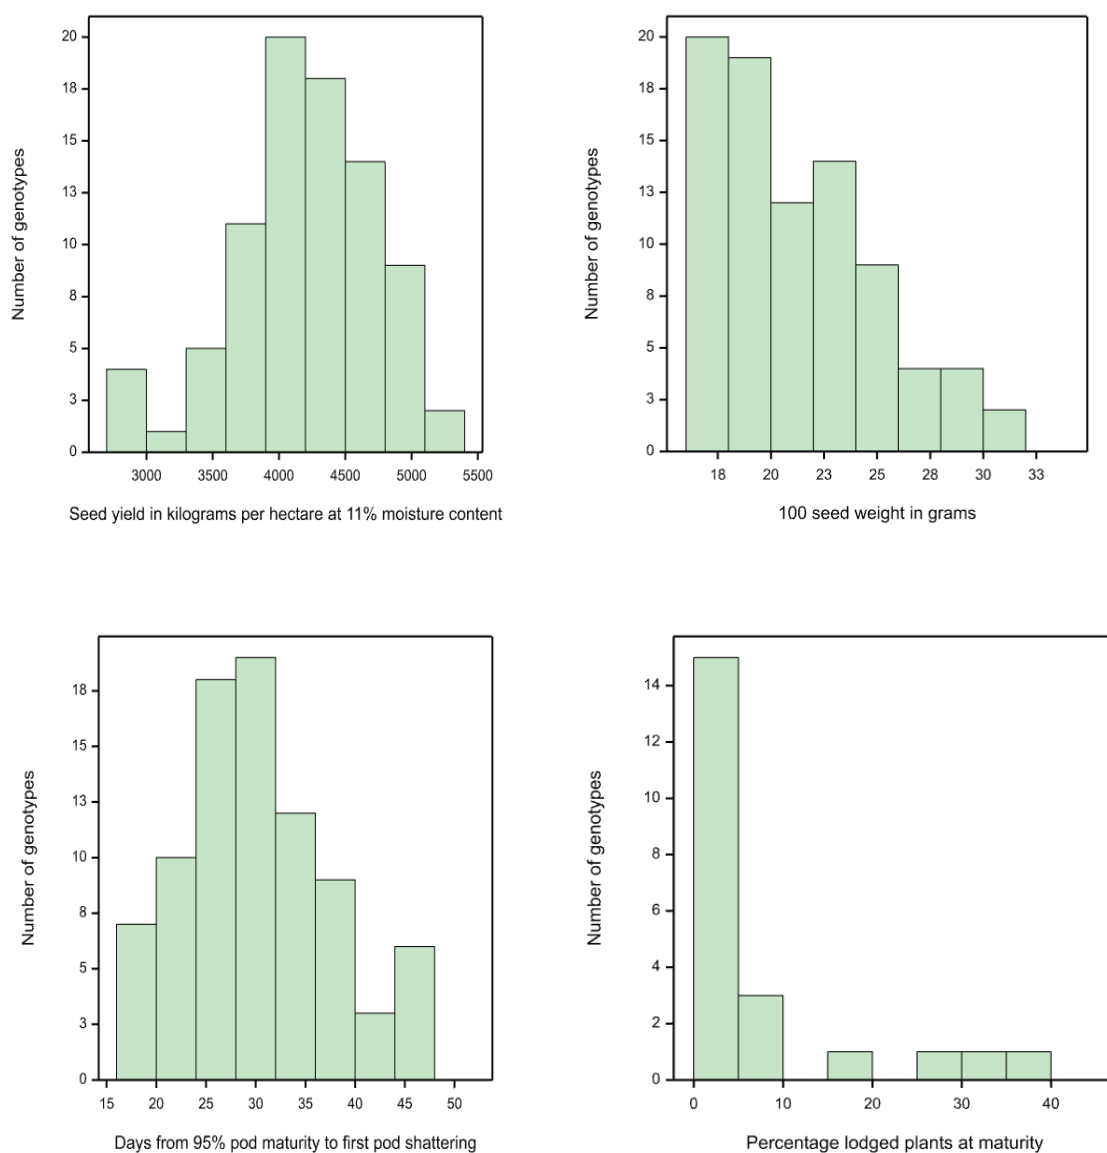 20
18
15
13
10
8
5
3
0
Number of genotypes
3000 3500 4000 4500 5000 5500
Seed yield in kilograms per hectare at 11% moisture content
20
18
15
13
10
8
5
3
0
Number of genotypes
18 20 23 25 28 30 33
100 seed weight in grams
18
15
13
10
8
5
3
0
Number of genotypes
15 20 25 30 35 40 45 50
Days from 95% pod maturity to first pod shattering
14
12
10
8
6
4
2
0
Number of genotypes
0 10 20 30 40
Percentage lodged plants at maturity